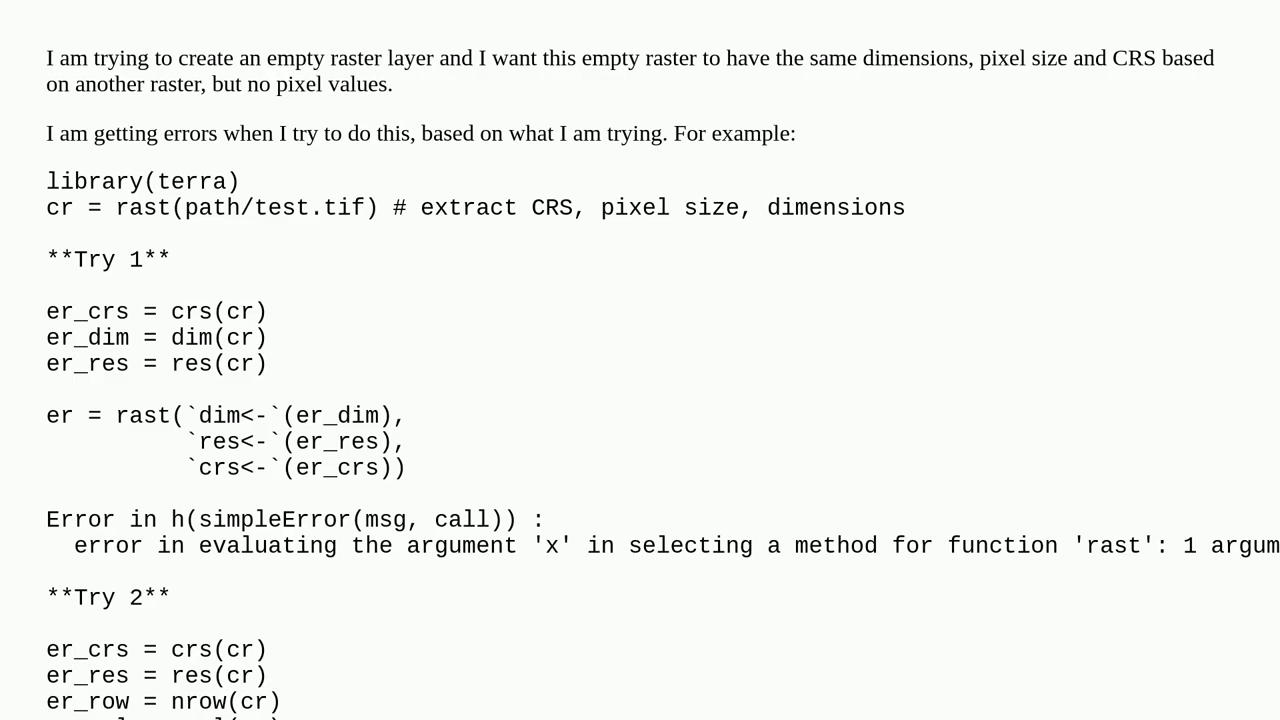 I am trying to create an empty raster layer and I want this empty raster to have the same dimensions, pixel size and CRS based
on another raster, but no pixel values.
I am getting errors when I try to do this, based on what I am trying. For example:
library(terra)
cr = rast(path/test.tif) # extract CRS, pixel size, dimensions
**Try 1**
er_crs = crs(cr)
er_dim = dim(cr)
er_res = res(cr)
er = rast(`dim<-`(er_dim),
          `res<-`(er_res),
          `crs<-`(er_crs))
Error in h(simpleError(msg, call)) :
  error in evaluating the argument 'x' in selecting a method for function 'rast': 1
**Try 2**
er_crs = crs(cr)
er_res = res(cr)
er_row = nrow(cr)